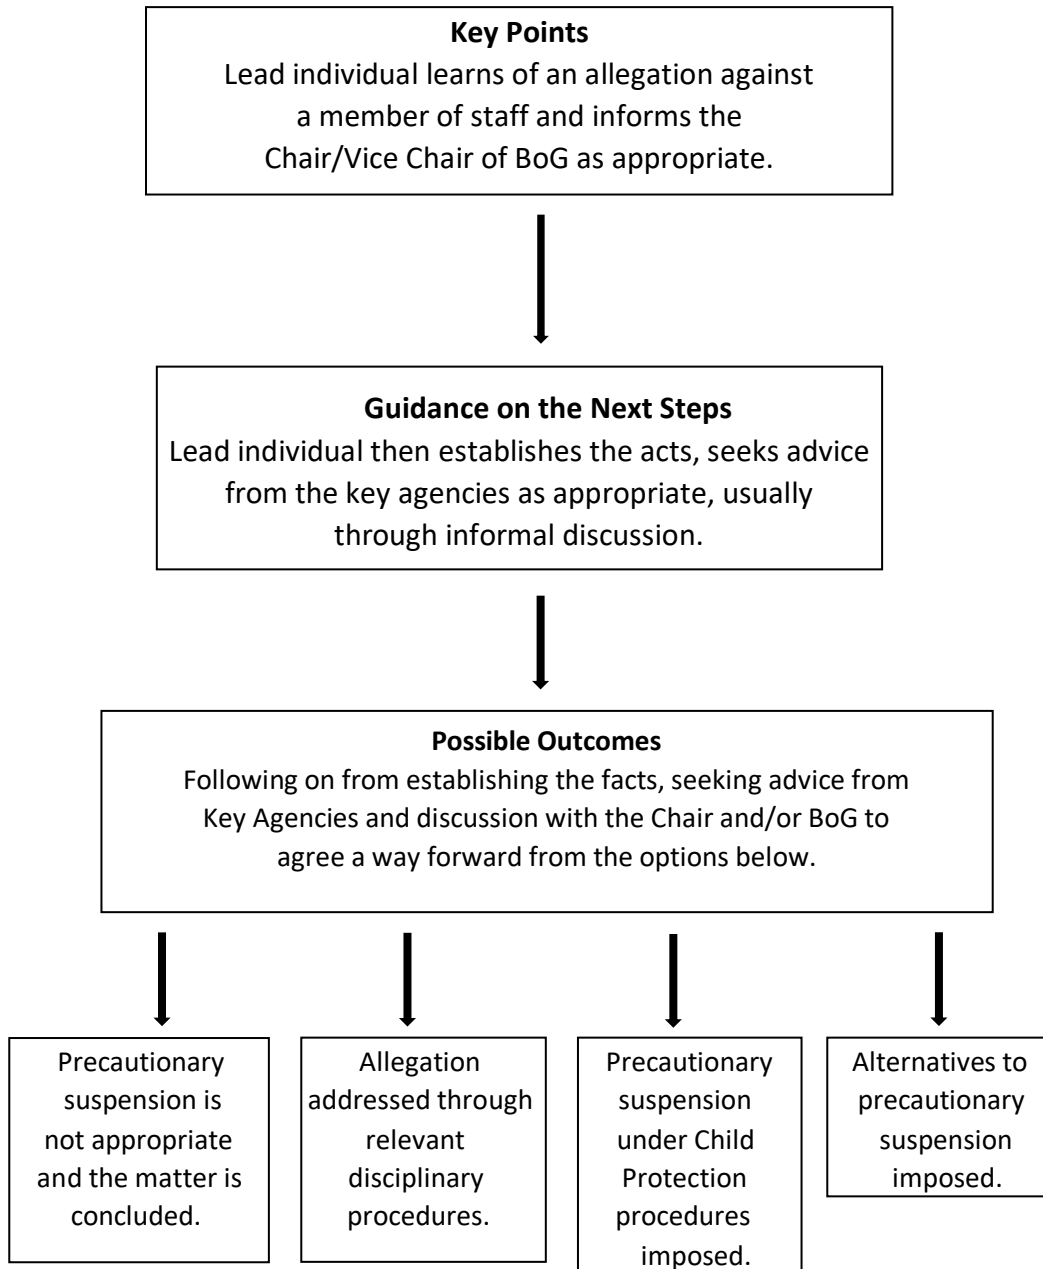 Key Points
Lead individual learns of an allegation against
a member of staff and informs the
Chair/Vice Chair of BoG as appropriate.
Guidance on the Next Steps
Lead individual then establishes the acts, seeks advice
from the key agencies as appropriate, usually
through informal discussion.
Possible Outcomes
Following on from establishing the facts, seeking advice from
Key Agencies and discussion with the Chair and/or BoG to
agree a way forward from the options below.
Precautionary
suspension is
not appropriate
and the matter is
concluded.
Allegation
addressed through
relevant
disciplinary
procedures.
Precautionary
suspension
under Child
Protection
procedures
imposed.
Alternatives to
precautionary
suspension
imposed.